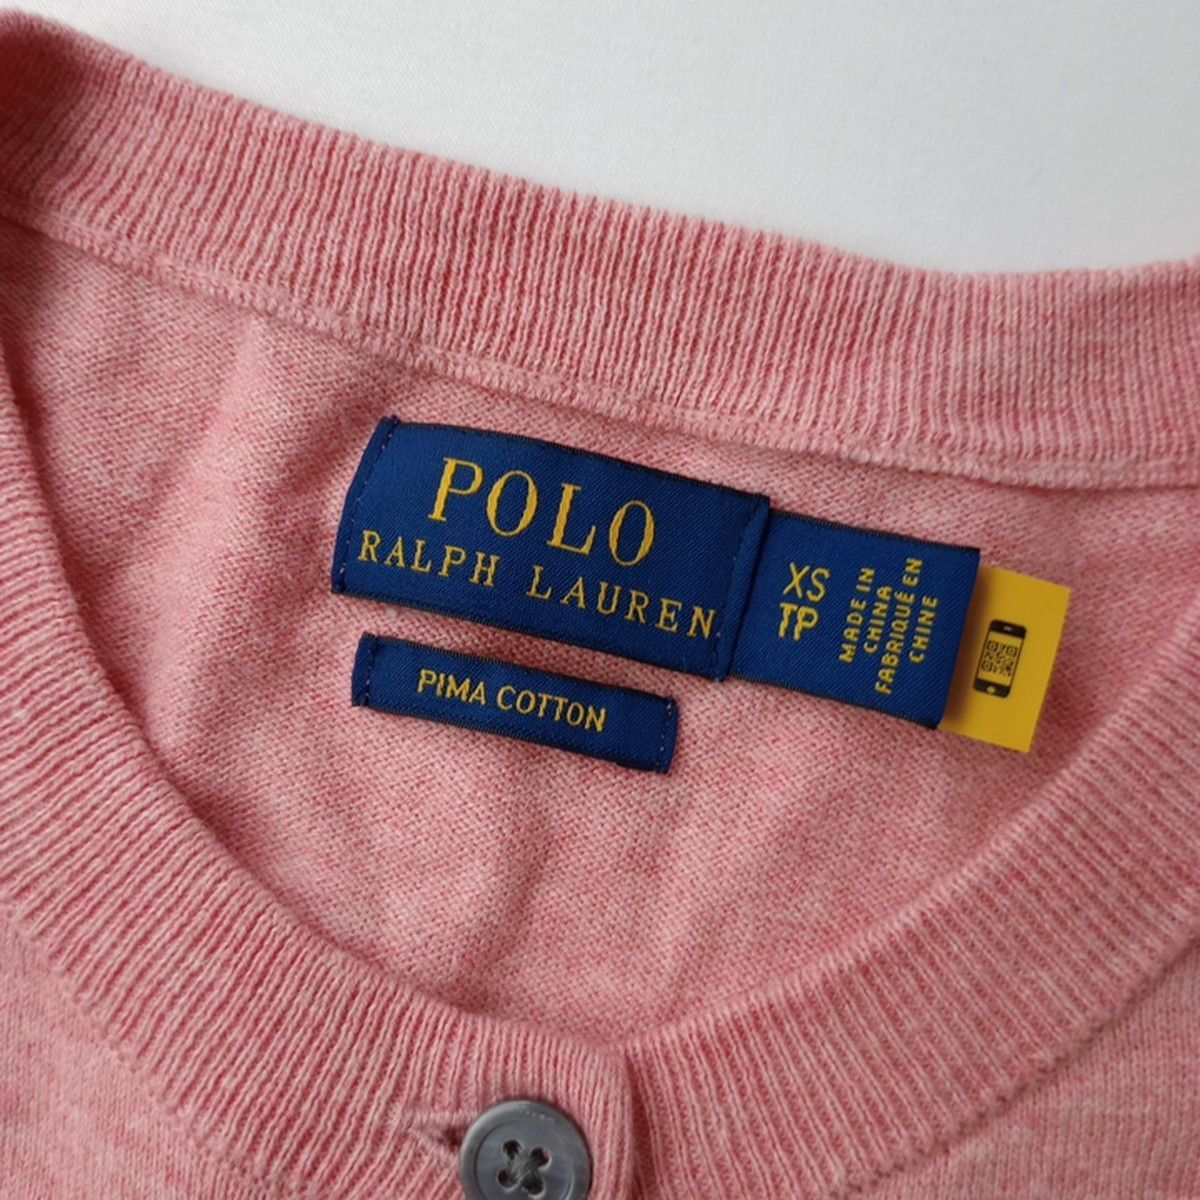 POLO
RALPH LAUREN
PIMA COTTON
XS
TP
MADE IN
CHINA
FABRIQUÉ EN
CHINE